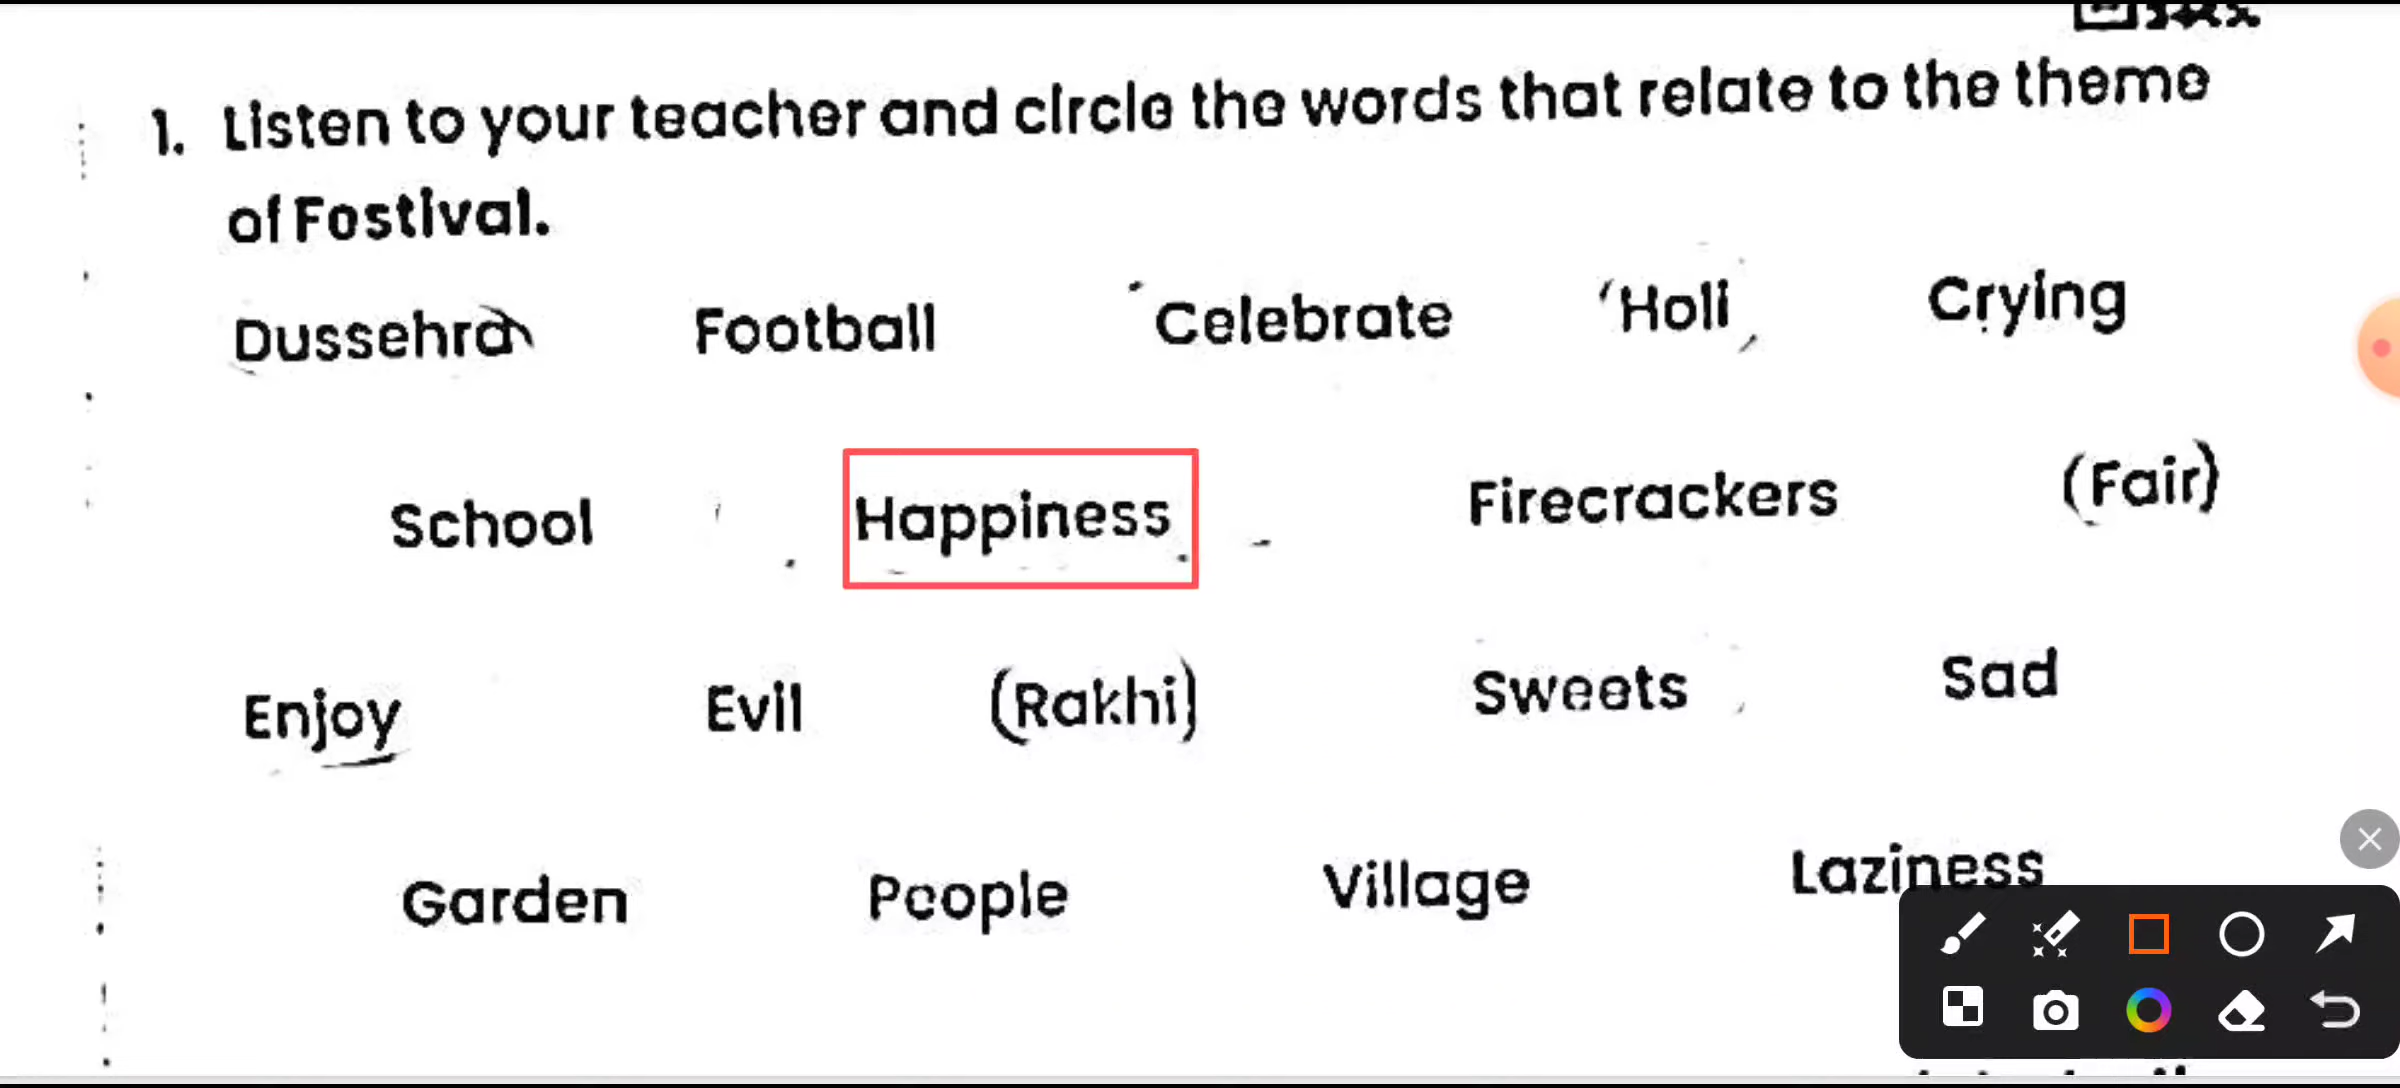 1. Listen to your teacher and circle the words that relate to the theme
of Festival.
Dussehra Football Celebrate Holi Crying
School Happiness Firecrackers (Fair)
Enjoy Evil (Rakhi) Sweets Sad
Garden People Village Laziness